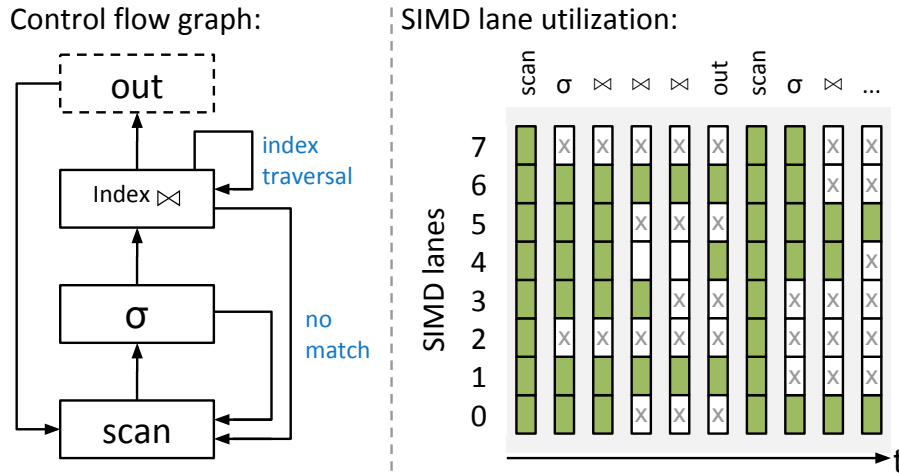 Control flow graph:
out
index
traversal
Index ⋈
σ
no
match
scan
SIMD lane utilization:
scan σ ⋈ ⋈ ⋈ out scan σ ⋈ ...
SIMD lanes
7 x x x x x x x
6 x x
5 x x x
4 x
3 x x x x x
2 x x x x x x x x
1 x x x
0 x x x
t